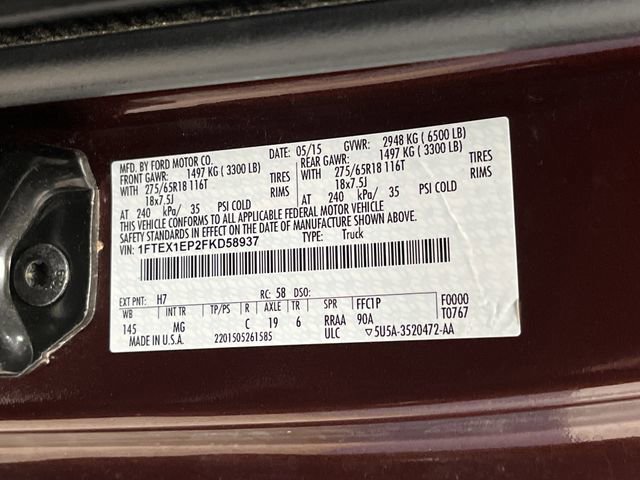 MFD. BY FORD MOTOR CO. DATE: 05/15 GVWR: 2948 KG ( 6500 LB)
FRONT GAWR: 1497 KG ( 3300 LB) REAR GAWR: 1497 KG ( 3300 LB)
WITH 275/65R18 116T TIRES WITH 275/65R18 116T TIRES
18x7.5J RIMS 18x7.5J RIMS
AT 240 kPa/ 35 PSI COLD AT 240 kPa/ 35 PSI COLD
THIS VEHICLE CONFORMS TO ALL APPLICABLE FEDERAL MOTOR VEHICLE
SAFETY STANDARDS IN EFFECT ON THE DATE OF MANUFACTURE SHOWN ABOVE.
VIN: 1FTEX1EP2FKD58937 TYPE: Truck
EXT PNT: H7 RC: 58 DSO:
WB INT TR TP/PS R AXLE TR SPR FFC1P F0000
145 MG C 19 6 RRAA 90A T0767
MADE IN U.S.A. 2201505261585 ULC ▽5U5A-3520472-AA